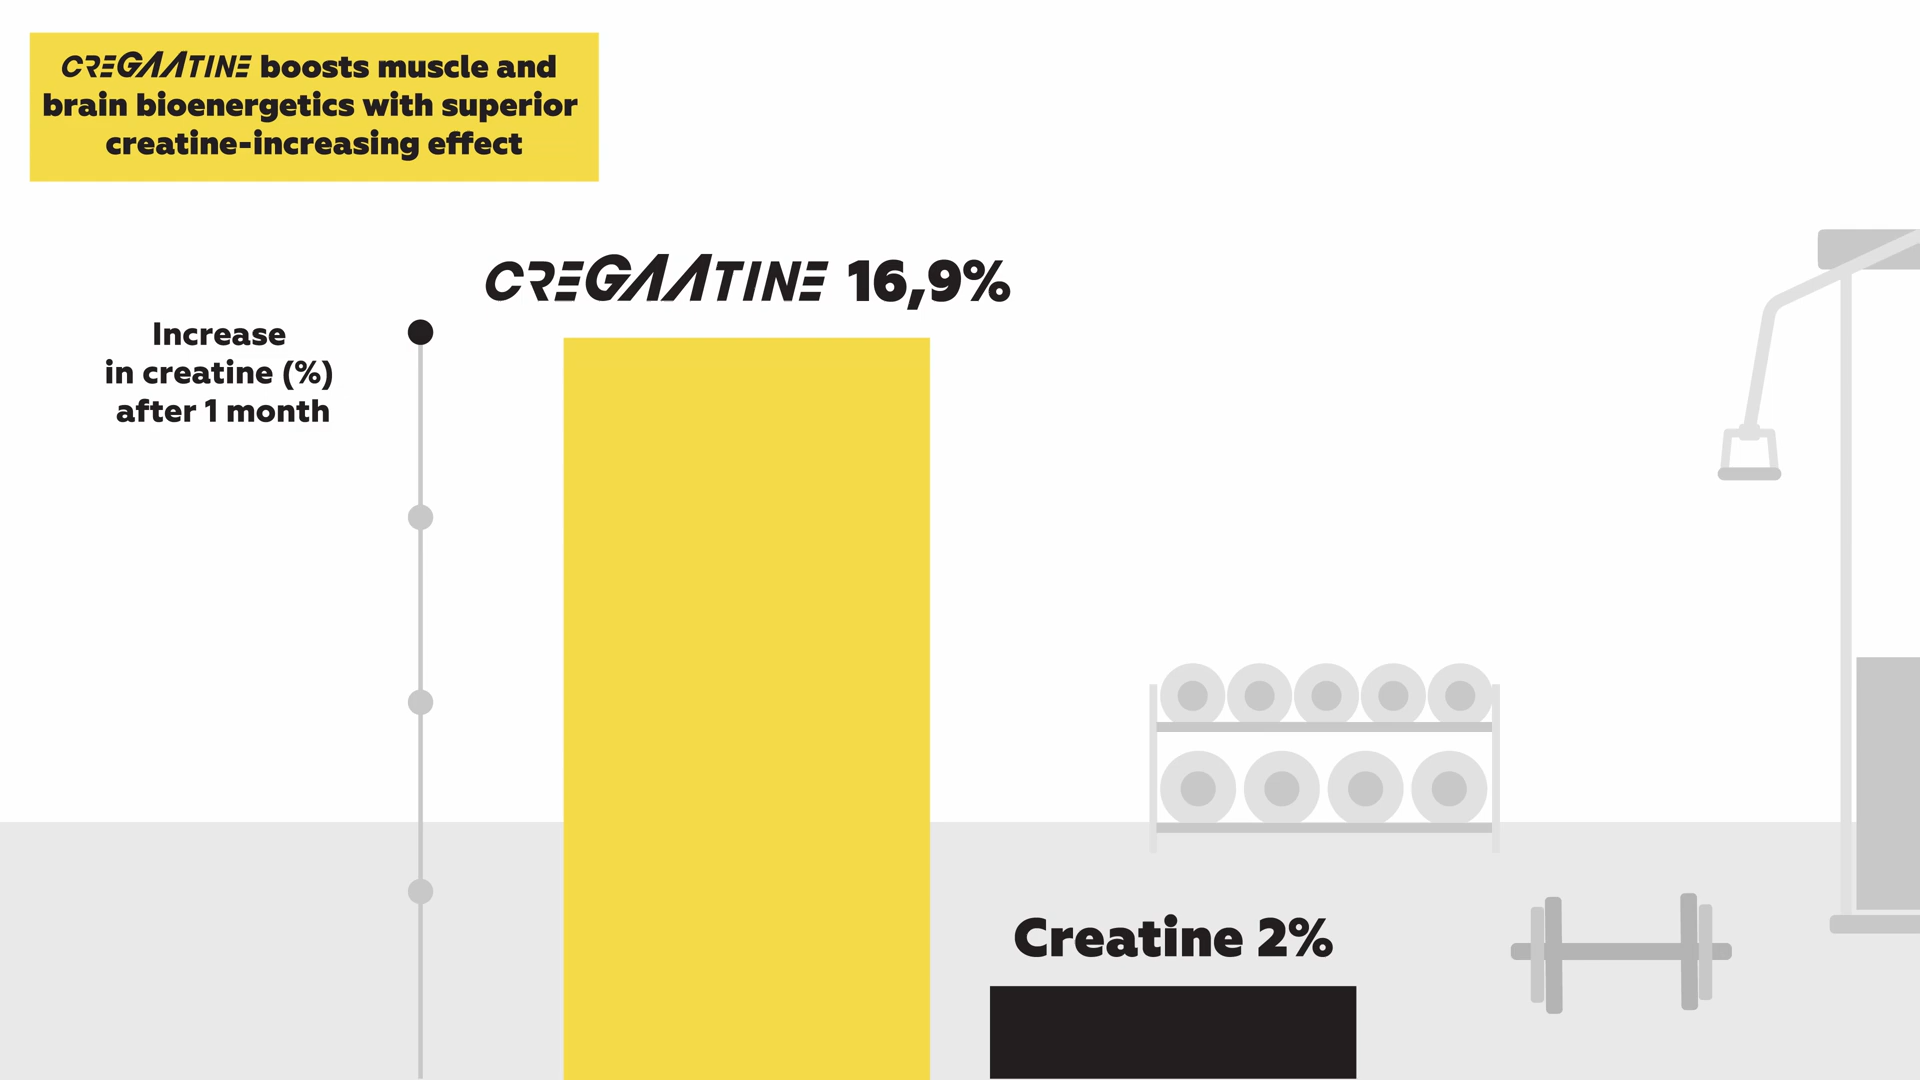 CREGAATINE boosts muscle and
brain bioenergetics with superior
creatine-increasing effect
CREGAATINE 16,9%
Increase
in creatine (%)
after 1 month
Creatine 2%